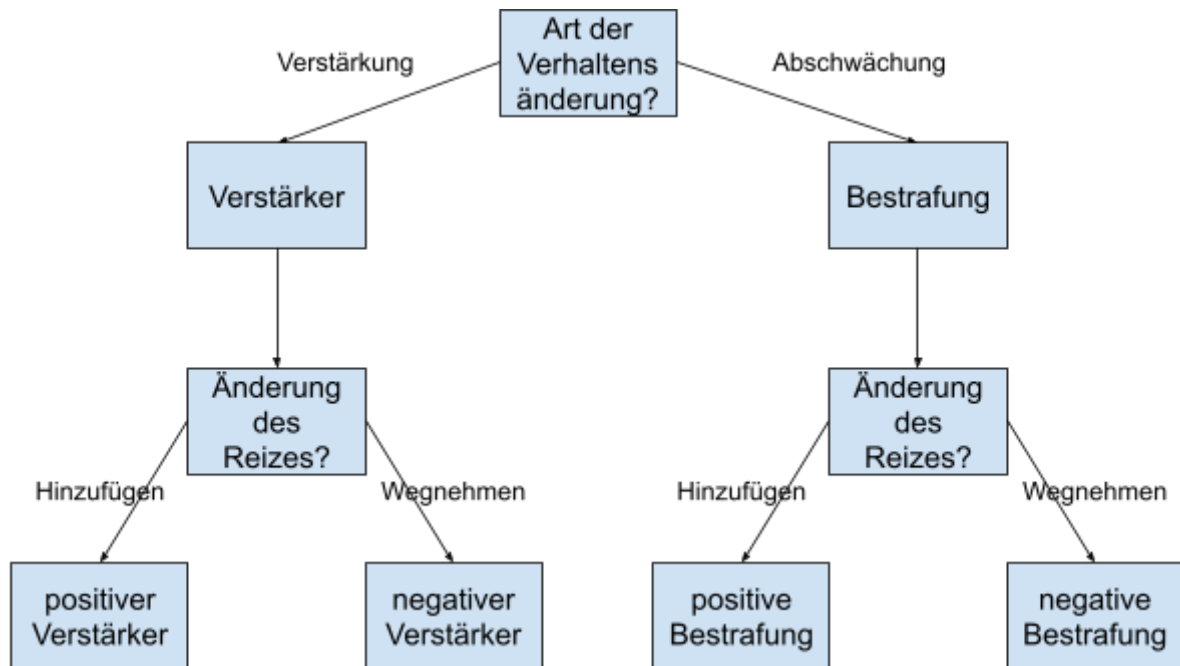 Art der
Verhaltens
änderung?
Verstärkung
Abschwächung
Verstärker
Bestrafung
Änderung
des
Reizes?
Änderung
des
Reizes?
Hinzufügen
Wegnehmen
Hinzufügen
Wegnehmen
positiver
Verstärker
negativer
Verstärker
positive
Bestrafung
negative
Bestrafung